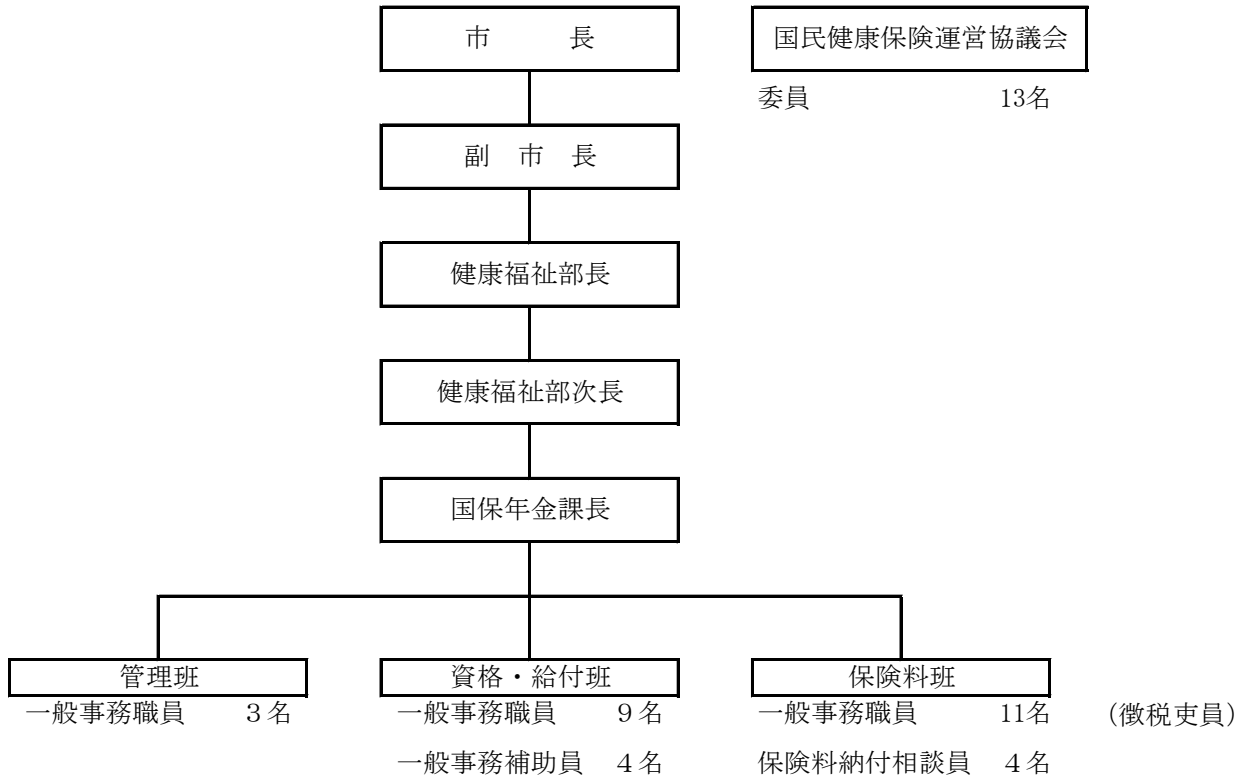 市　　　長
国民健康保険運営協議会
委員　13名
副　市　長
健康福祉部長
健康福祉部次長
国保年金課長
管理班
一般事務職員　３名
資格・給付班
一般事務職員　９名
一般事務補助員　４名
保険料班
一般事務職員　11名　（徴税吏員）
保険料納付相談員　４名